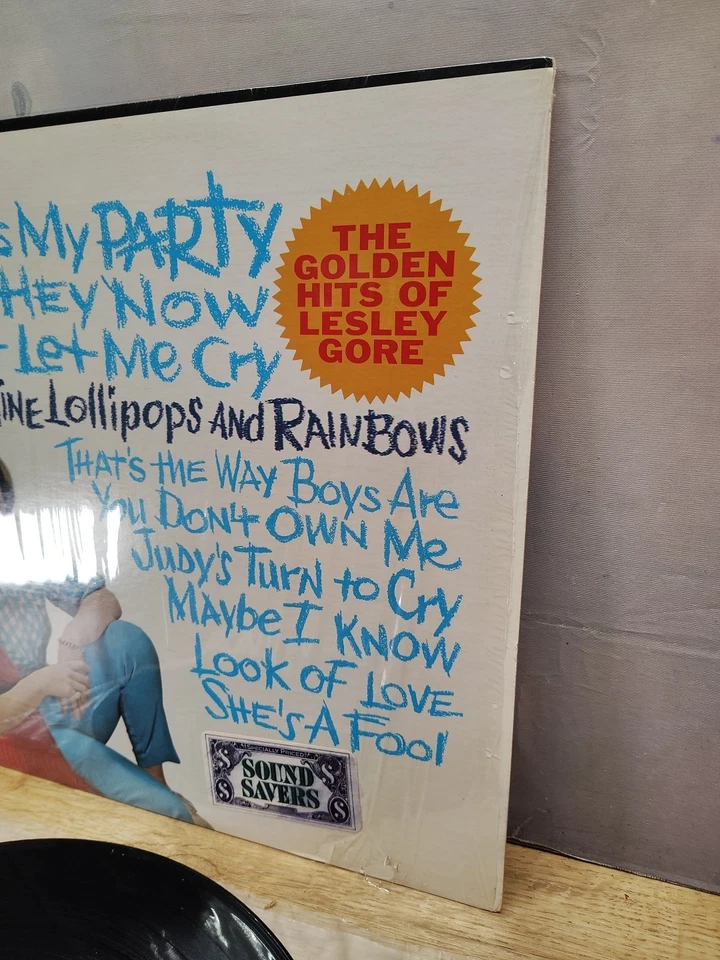 s My PARTY
HEY NOW
Let Me Cry
INE Lollipops AND RAINBOWS
THAT'S tHE WAY Boys Are
You DON't OWN Me
JUDY'S TURN to Cry
MAYbe I KNOW
Look oF LOVE
SHE'S A Fool
THE
GOLDEN
HITS OF
LESLEY
GORE
SPECIALLY PRICED
$ SOUND $
$ SAVERS $